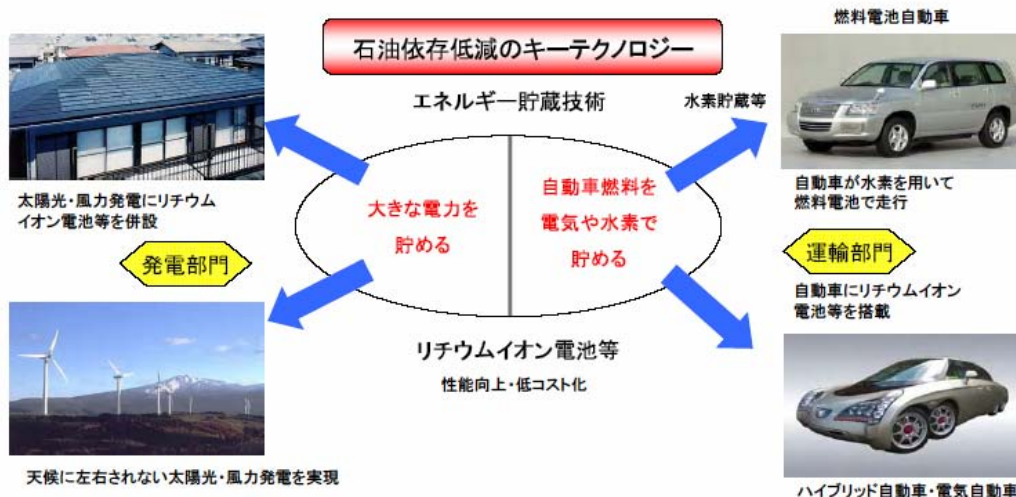 燃料電池自動車
石油依存低減のキーテクノロジー
エネルギー貯蔵技術
水素貯蔵等
太陽光・風力発電にリチウム
イオン電池等を併設
大きな電力を
貯める
自動車燃料を
電気や水素で
貯める
自動車が水素を用いて
燃料電池で走行
発電部門
運輸部門
自動車にリチウムイオン
電池等を搭載
リチウムイオン電池等
性能向上・低コスト化
天候に左右されない太陽光・風力発電を実現
ハイブリッド自動車・電気自動車